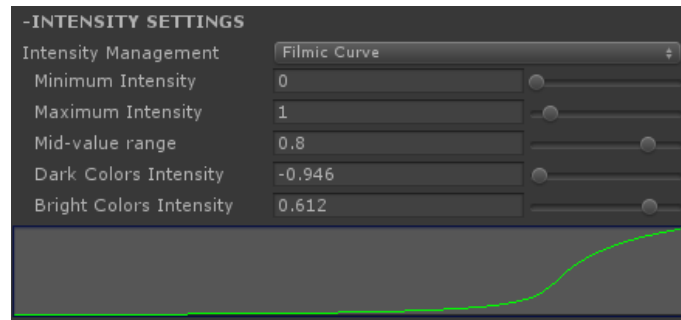 -INTENSITY SETTINGS
Intensity Management Filmic Curve
Minimum Intensity 0
Maximum Intensity 1
Mid-value range 0.8
Dark Colors Intensity -0.946
Bright Colors Intensity 0.612